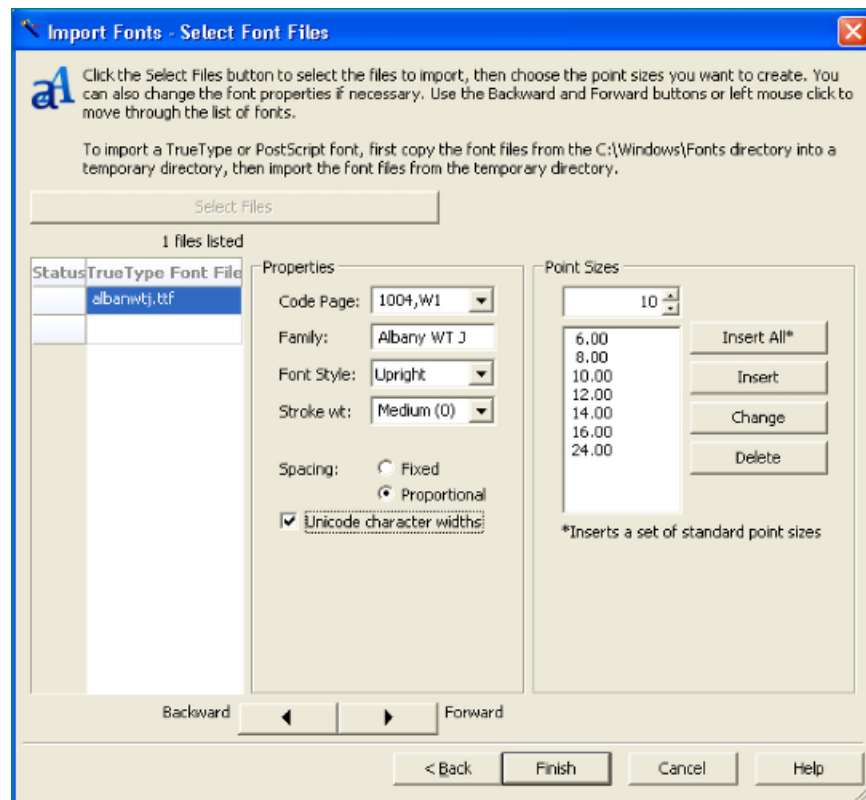 Import Fonts - Select Font Files
Click the Select Files button to select the files to import, then choose the point sizes you want to create. You
can also change the font properties if necessary. Use the Backward and Forward buttons or left mouse click to
move through the list of fonts.
To import a TrueType or PostScript font, first copy the font files from the C:\Windows\Fonts directory into a
temporary directory, then import the font files from the temporary directory.
Select Files
1 files listed
Status TrueType Font File
albanwtj.ttf
Properties
Code Page: 1004,W1
Family: Albany WT J
Font Style: Upright
Stroke wt: Medium (0)
Spacing: Fixed
Proportional
Unicode character widths
Point Sizes
10
6.00
8.00
10.00
12.00
14.00
16.00
24.00
Insert All*
Insert
Change
Delete
*Inserts a set of standard point sizes
Backward Forward
< Back Finish Cancel Help